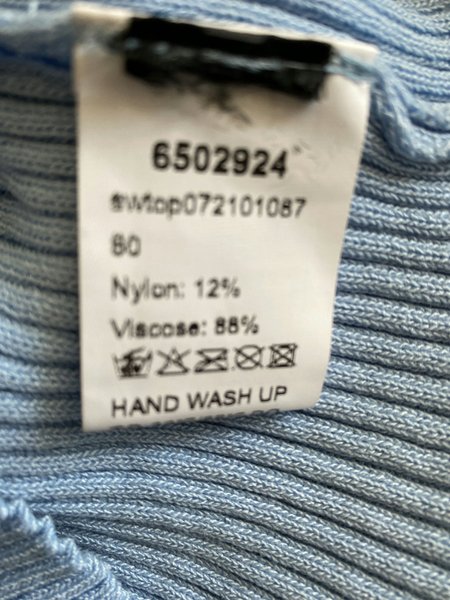 6502924
swtop072101087
80
Nylon: 12%
Viscose: 88%
HAND WASH UP